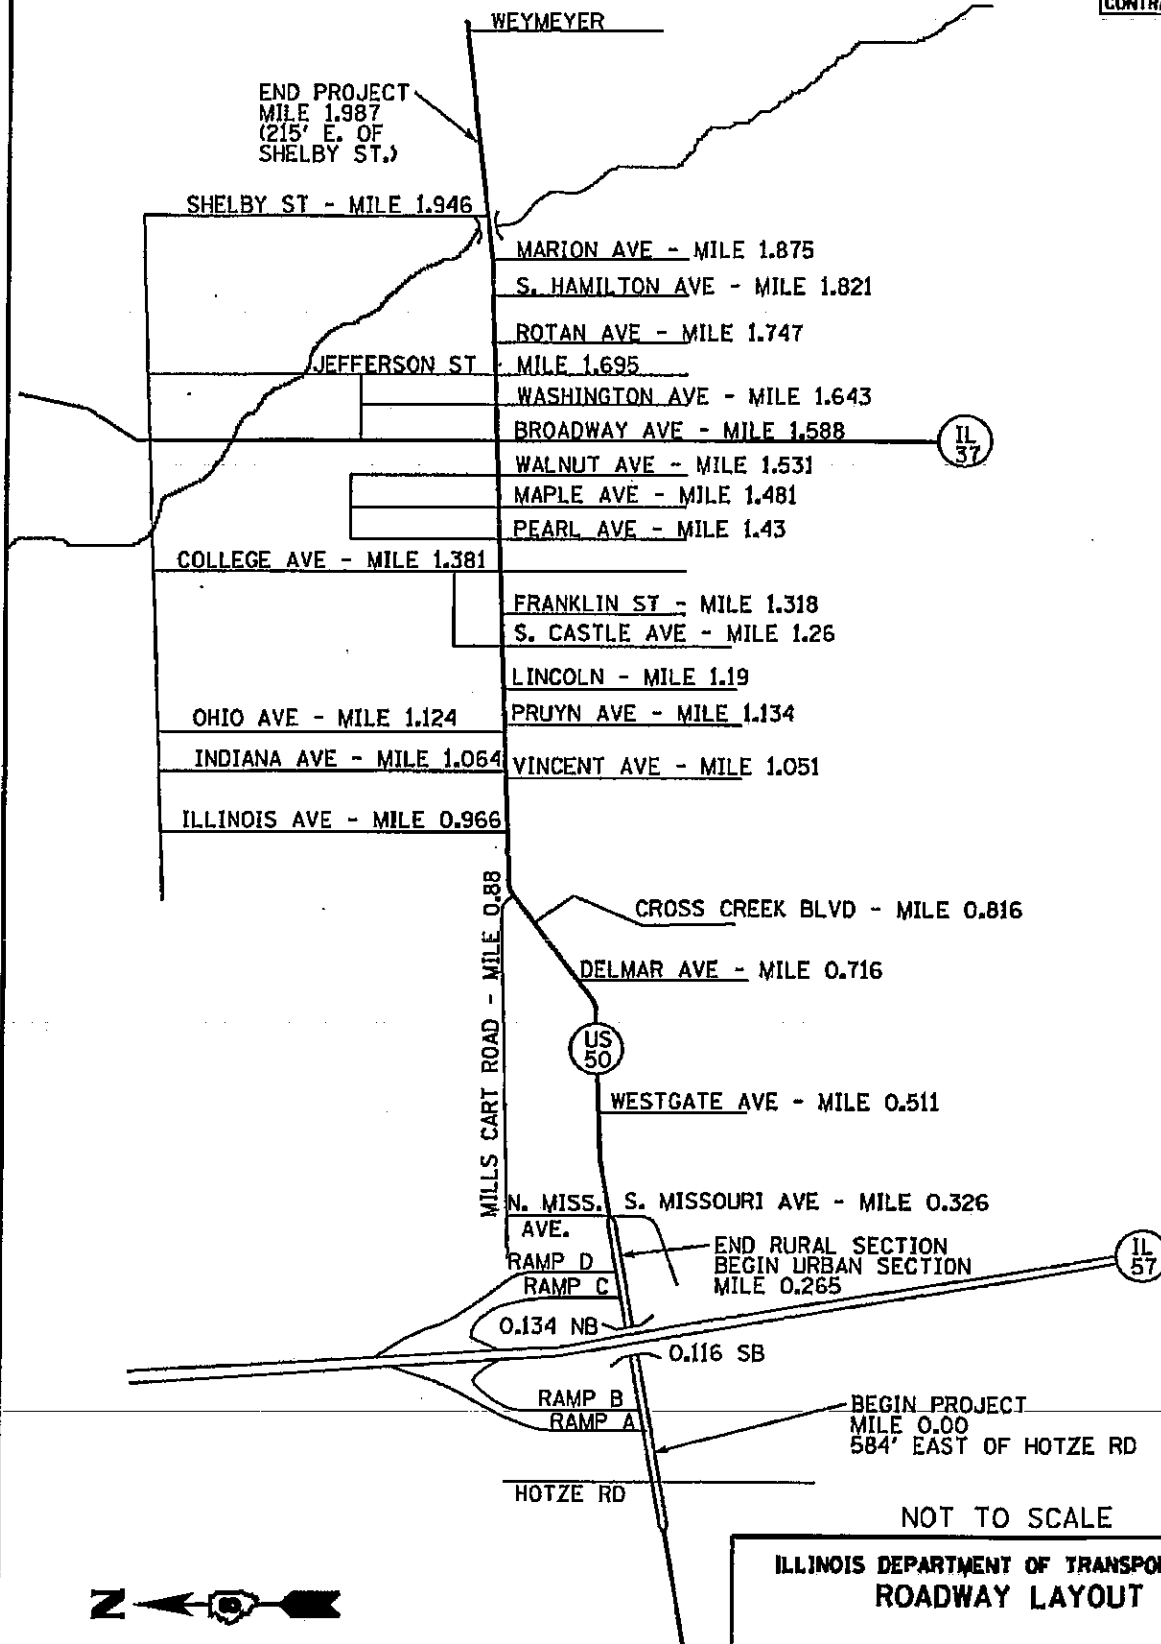 WEYMEYER
END PROJECT
MILE 1.987
(215' E. OF
SHELBY ST.)
SHELBY ST - MILE 1.946
MARION AVE - MILE 1.875
S. HAMILTON AVE - MILE 1.821
ROTAN AVE - MILE 1.747
JEFFERSON ST - MILE 1.695
WASHINGTON AVE - MILE 1.643
BROADWAY AVE - MILE 1.588
IL
37
WALNUT AVE - MILE 1.531
MAPLE AVE - MILE 1.481
PEARL AVE - MILE 1.43
COLLEGE AVE - MILE 1.381
FRANKLIN ST - MILE 1.318
S. CASTLE AVE - MILE 1.26
LINCOLN - MILE 1.19
OHIO AVE - MILE 1.124
PRUYN AVE - MILE 1.134
INDIANA AVE - MILE 1.064
VINCENT AVE - MILE 1.051
ILLINOIS AVE - MILE 0.966
MILLS CART ROAD - MILE 0.88
CROSS CREEK BLVD - MILE 0.816
DELMAR AVE - MILE 0.716
US
50
WESTGATE AVE - MILE 0.511
N. MISS.
AVE.
S. MISSOURI AVE - MILE 0.326
END RURAL SECTION
BEGIN URBAN SECTION
MILE 0.265
IL
57
RAMP D
RAMP C
0.134 NB
0.116 SB
RAMP B
RAMP A
BEGIN PROJECT
MILE 0.00
584' EAST OF HOTZE RD
HOTZE RD
NOT TO SCALE
ILLINOIS DEPARTMENT OF
ROADWAY LAYOUT
N